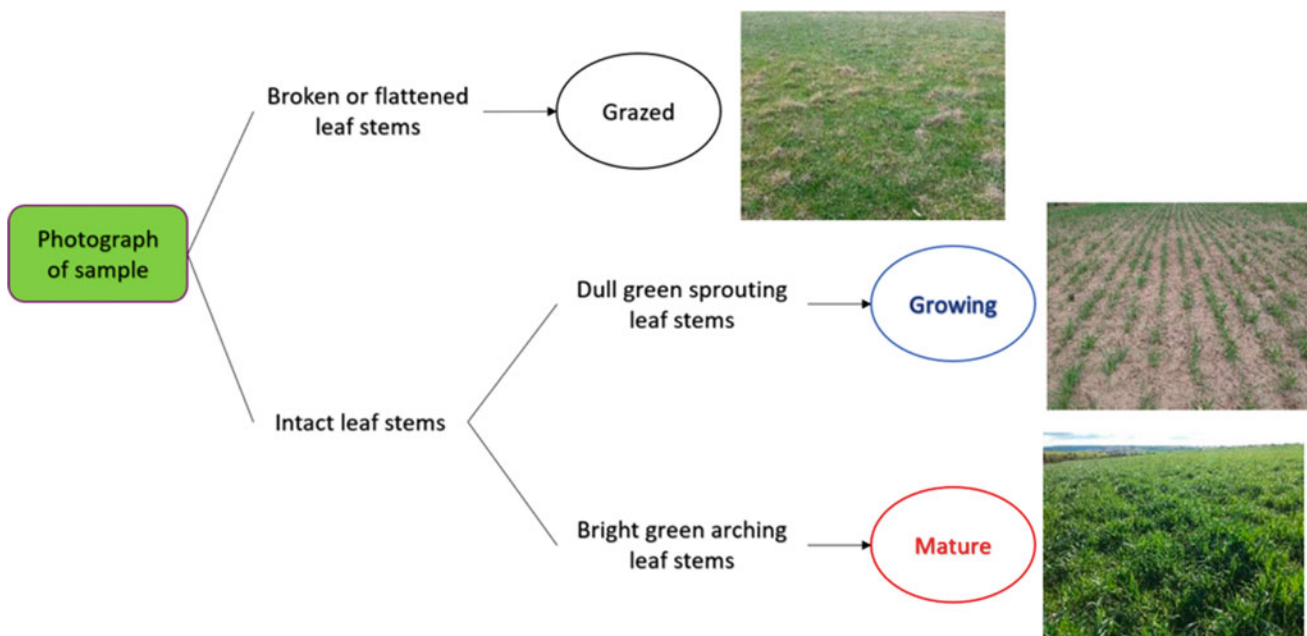 Broken or flattened
leaf stems
Grazed
Photograph
of sample
Dull green sprouting
leaf stems
Growing
Intact leaf stems
Bright green arching
leaf stems
Mature